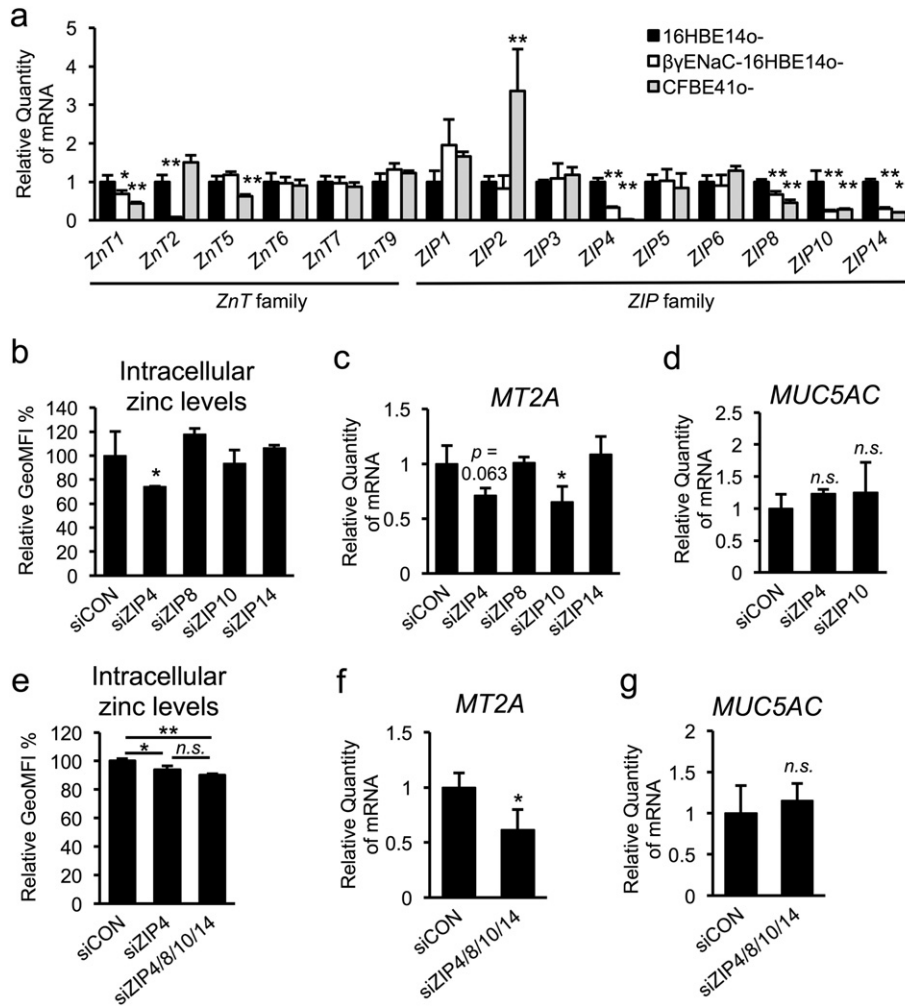 a
Relative Quantity
of mRNA
5
4
3
2
1
0
16HBE14o-
βγENaC-16HBE14o-
CFBE41o-
* ** ** ** ** ** ** ** ** ** ** ** *
ZnT1 ZnT2 ZnT5 ZnT6 ZnT7 ZnT9 ZIP1 ZIP2 ZIP3 ZIP4 ZIP5 ZIP6 ZIP8 ZIP10 ZIP14
ZnT family
ZIP family
b
Intracellular
zinc levels
Relative GeoMFI %
140
120
100
80
60
40
20
0
*
siCON siZIP4 siZIP8 siZIP10 siZIP14
c
MT2A
Relative Quantity
of mRNA
1.5
1
0.5
0
p =
0.063
*
siCON siZIP4 siZIP8 siZIP10 siZIP14
d
MUC5AC
Relative Quantity
of mRNA
2.5
2
1.5
1
0.5
0
n.s. n.s.
siCON siZIP4 siZIP10
e
Intracellular
zinc levels
Relative GeoMFI %
120
100
80
60
40
20
0
**
* n.s.
siCON siZIP4 siZIP4/8/10/14
f
MT2A
Relative Quantity
of mRNA
1.5
1
0.5
0
*
siCON siZIP4/8/10/14
g
MUC5AC
Relative Quantity
of mRNA
2
1.5
1
0.5
0
n.s.
siCON siZIP4/8/10/14